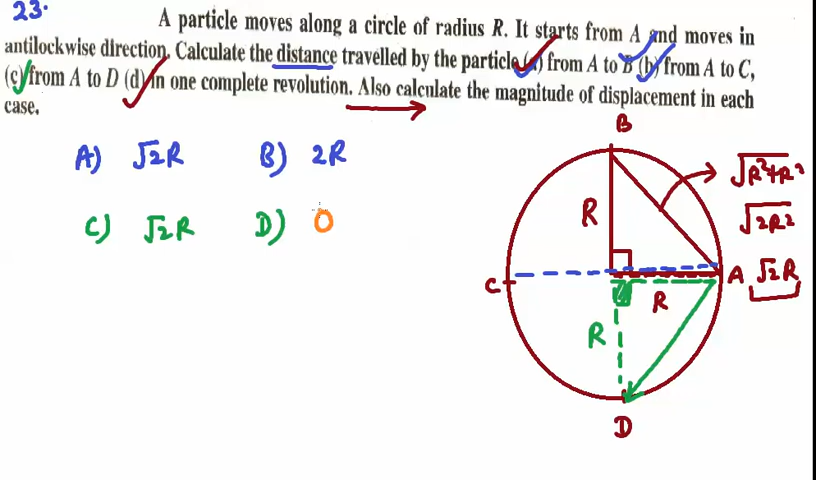 23.
A particle moves along a circle of radius R. It starts from A and moves in
antilockwise direction. Calculate the distance travelled by the particle (a) from A to B (b) from A to C,
(c) from A to D (d) in one complete revolution. Also calculate the magnitude of displacement in each
case.
A) √2R B) 2R
C) √2R D) 0
B
√R²+R²
R
√2R²
C
A √2R
R
R
D